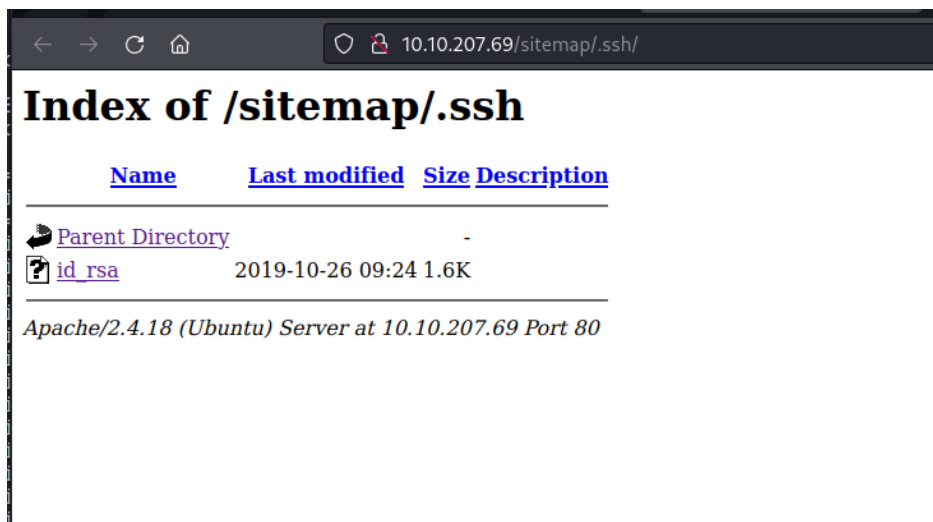 10.10.207.69/sitemap/.ssh/
Index of /sitemap/.ssh
Name Last modified Size Description
Parent Directory -
id_rsa 2019-10-26 09:24 1.6K
Apache/2.4.18 (Ubuntu) Server at 10.10.207.69 Port 80